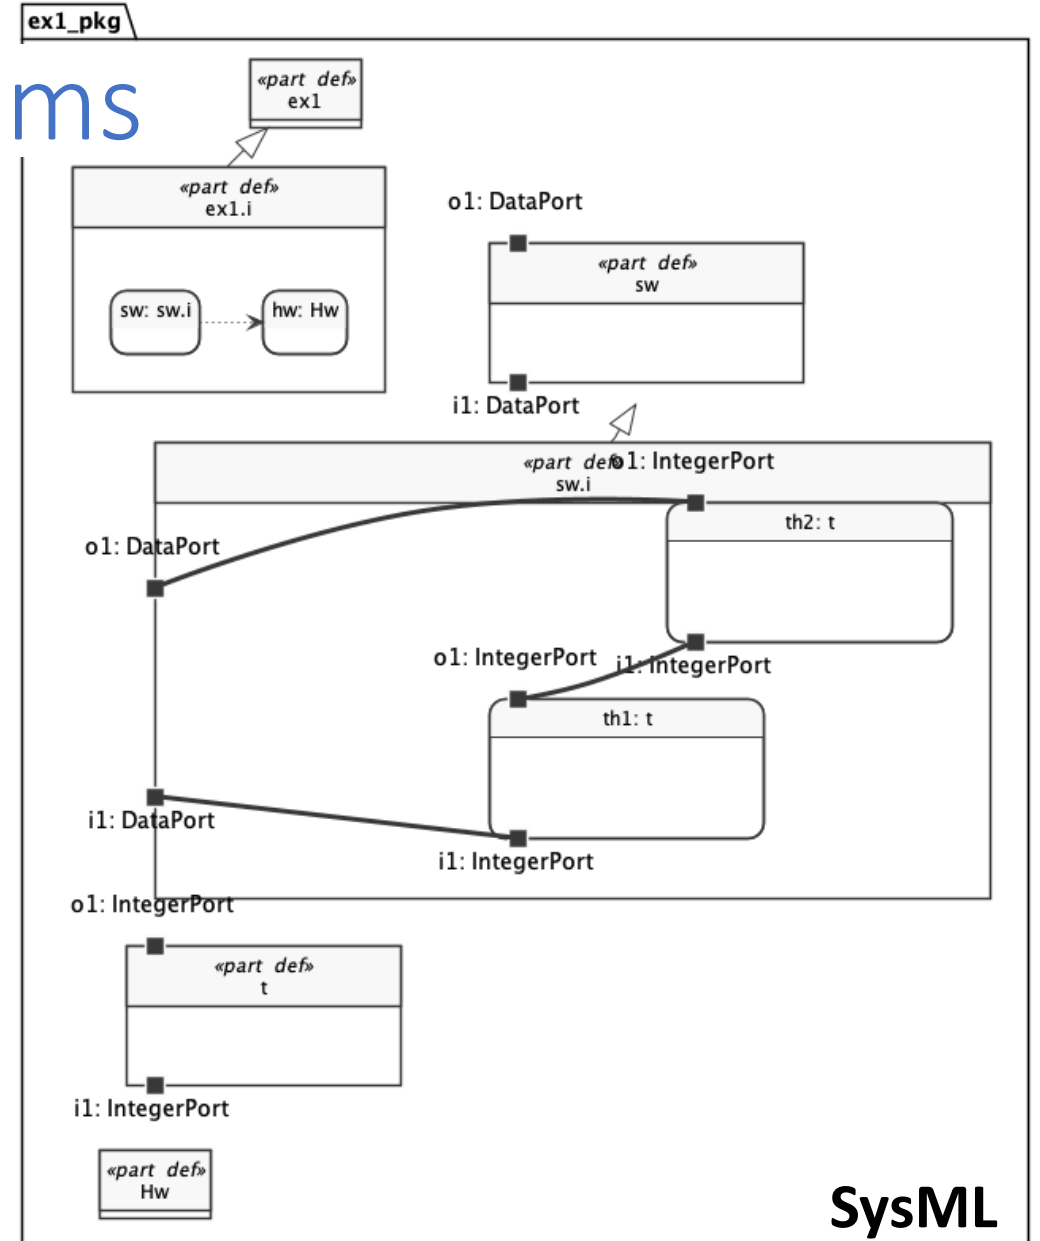 ex1_pkg
«part def»
ex1
ms
«part def»
ex1.i
sw: sw.i
hw: Hw
o1: DataPort
«part def»
sw
i1: DataPort
«part def»
sw.i
o1: IntegerPort
th2: t
o1: DataPort
o1: IntegerPort
i1: IntegerPort
th1: t
i1: DataPort
i1: IntegerPort
o1: IntegerPort
«part def»
t
i1: IntegerPort
«part def»
Hw
SysML